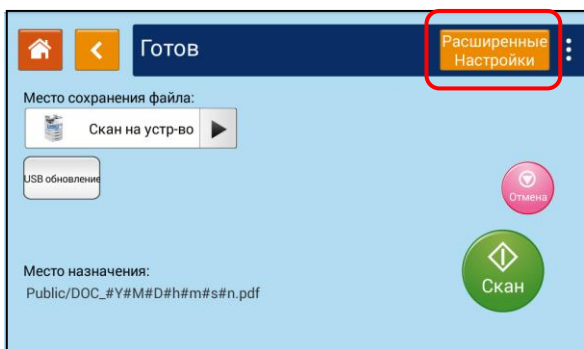 Готов
Расширенные
Настройки
Место сохранения файла:
Скан на устр-во
USB обновление
Отмена
Скан
Место назначения:
Public/DOC_#Y#M#D#h#m#s#n.pdf